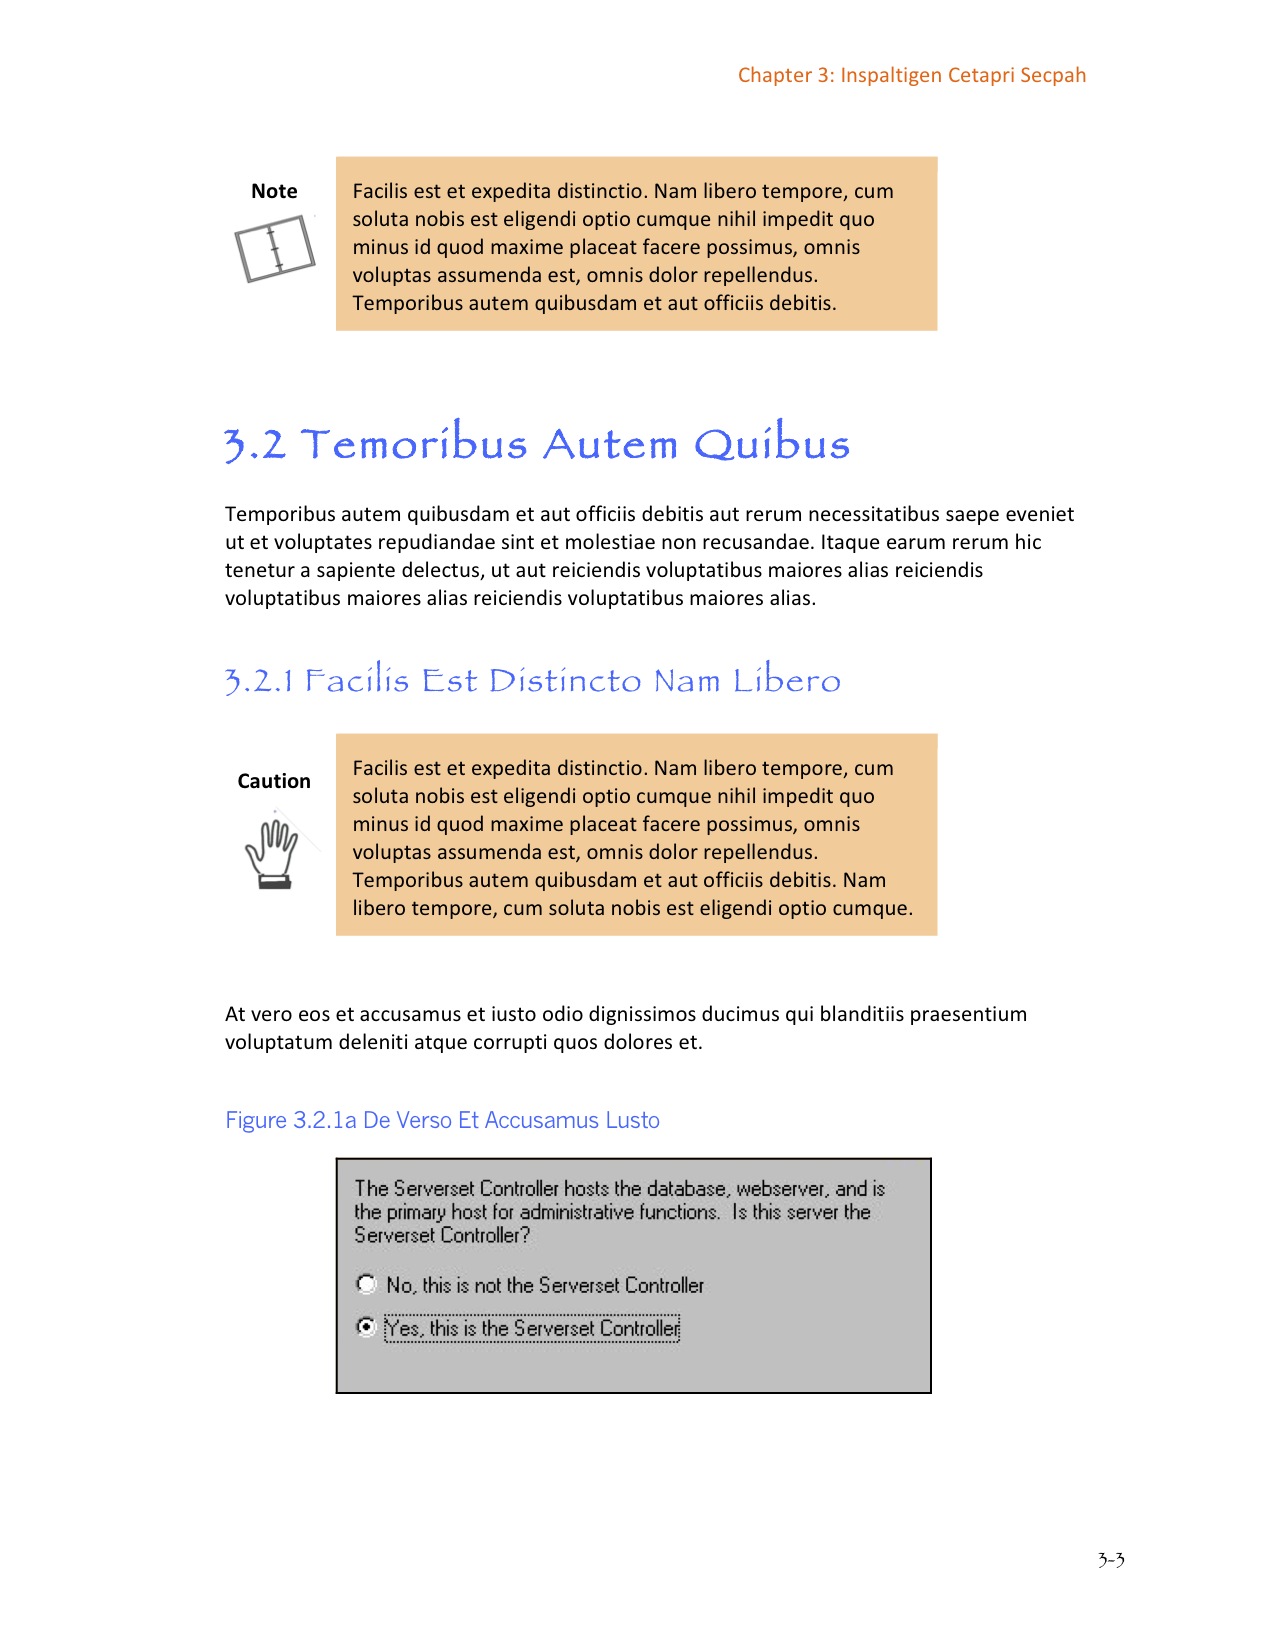 Chapter 3: Inspaltigen Cetapri Secpah
Note
Facilis est et expedita distinctio. Nam libero tempore, cum
soluta nobis est eligendi optio cumque nihil impedit quo
minus id quod maxime placeat facere possimus, omnis
voluptas assumenda est, omnis dolor repellendus.
Temporibus autem quibusdam et aut officiis debitis.
3.2 Temoribus Autem Quibus
Temporibus autem quibusdam et aut officiis debitis aut rerum necessitatibus saepe eveniet
ut et voluptates repudiandae sint et molestiae non recusandae. Itaque earum rerum hic
tenetur a sapiente delectus, ut aut reiciendis voluptatibus maiores alias reiciendis
voluptatibus maiores alias reiciendis voluptatibus maiores alias.
3.2.1 Facilis Est Distincto Nam Libero
Caution
Facilis est et expedita distinctio. Nam libero tempore, cum
soluta nobis est eligendi optio cumque nihil impedit quo
minus id quod maxime placeat facere possimus, omnis
voluptas assumenda est, omnis dolor repellendus.
Temporibus autem quibusdam et aut officiis debitis. Nam
libero tempore, cum soluta nobis est eligendi optio cumque.
At vero eos et accusamus et iusto odio dignissimos ducimus qui blanditiis praesentium
voluptatum deleniti atque corrupti quos dolores et.
Figure 3.2.1a De Verso Et Accusamus Lusto
The Serverset Controller hosts the database, webserver, and is
the primary host for administrative functions.  Is this server the
Serverset Controller?
No, this is not the Serverset Controller
Yes, this is the Serverset Controller
3-3